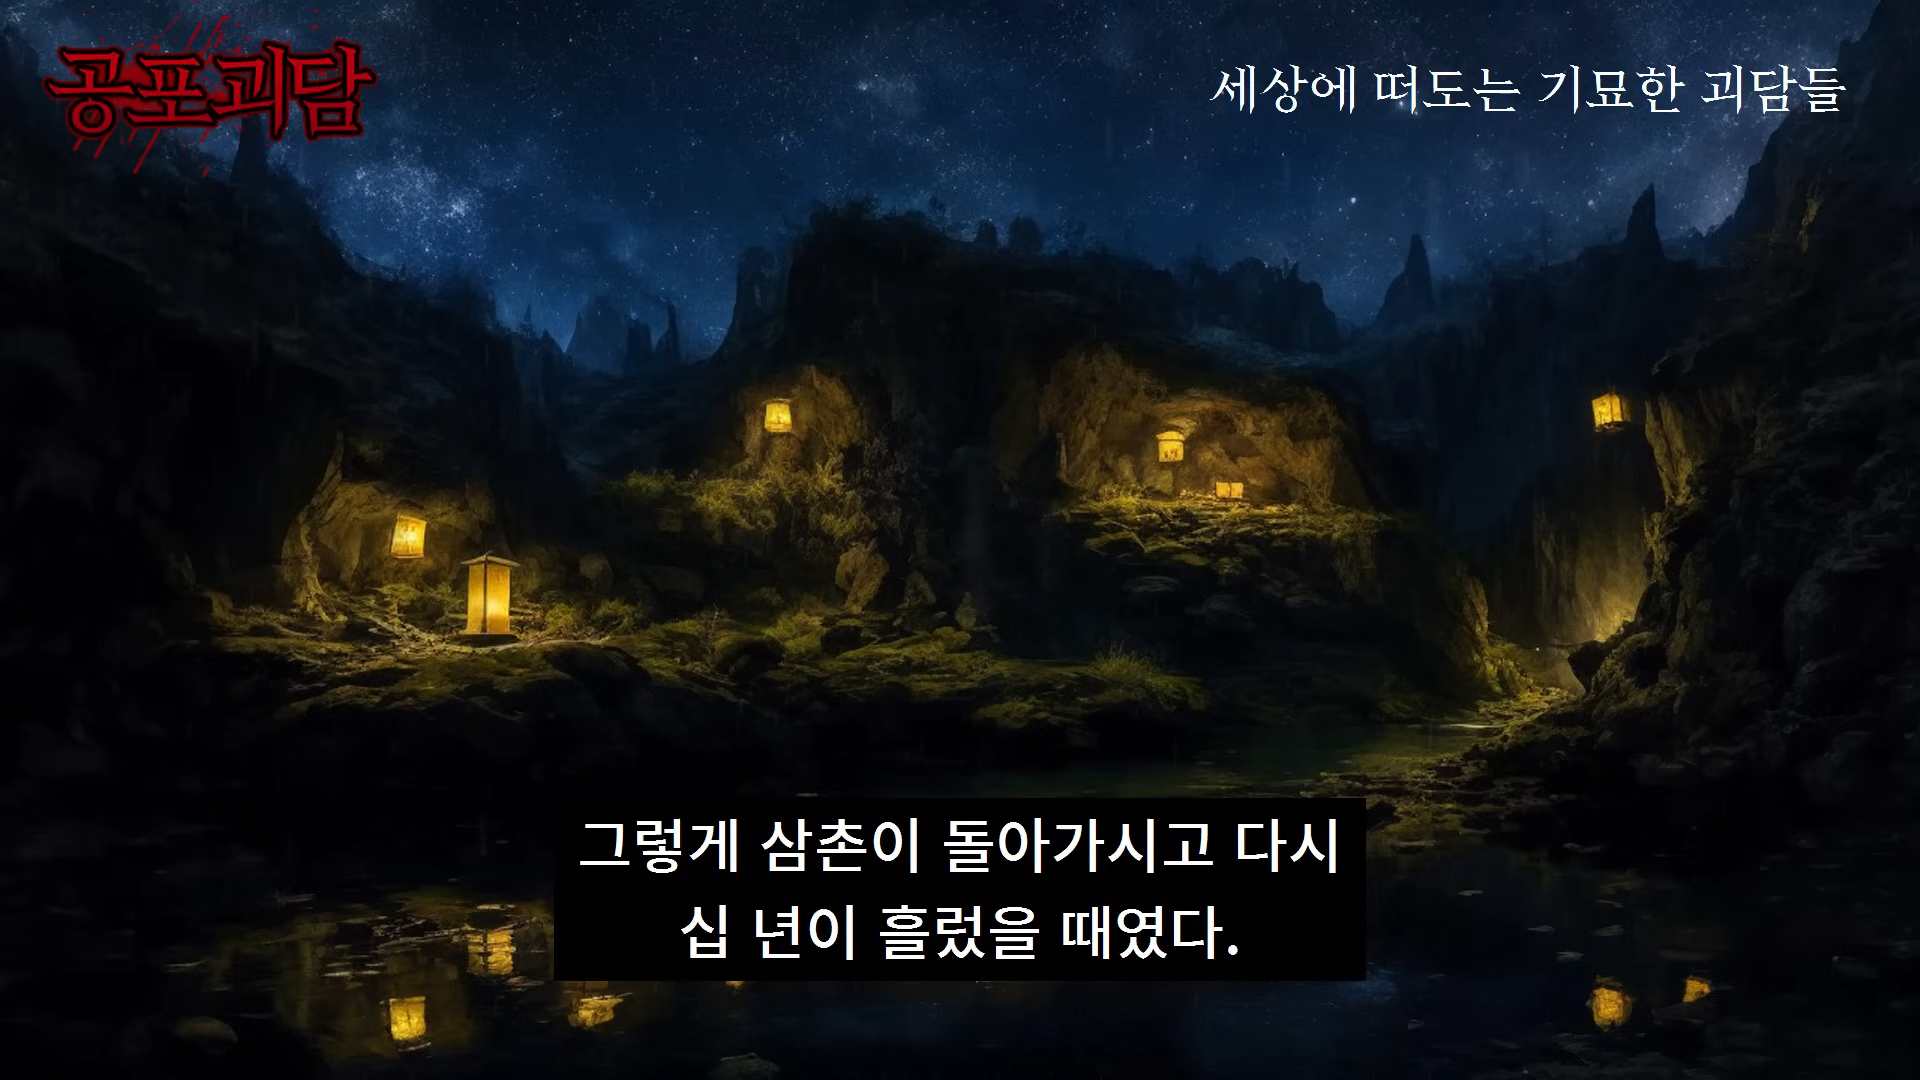 공포괴담
세상에 떠도는 기묘한 괴담들
그렇게 삼촌이 돌아가시고 다시
십 년이 흘렀을 때였다.